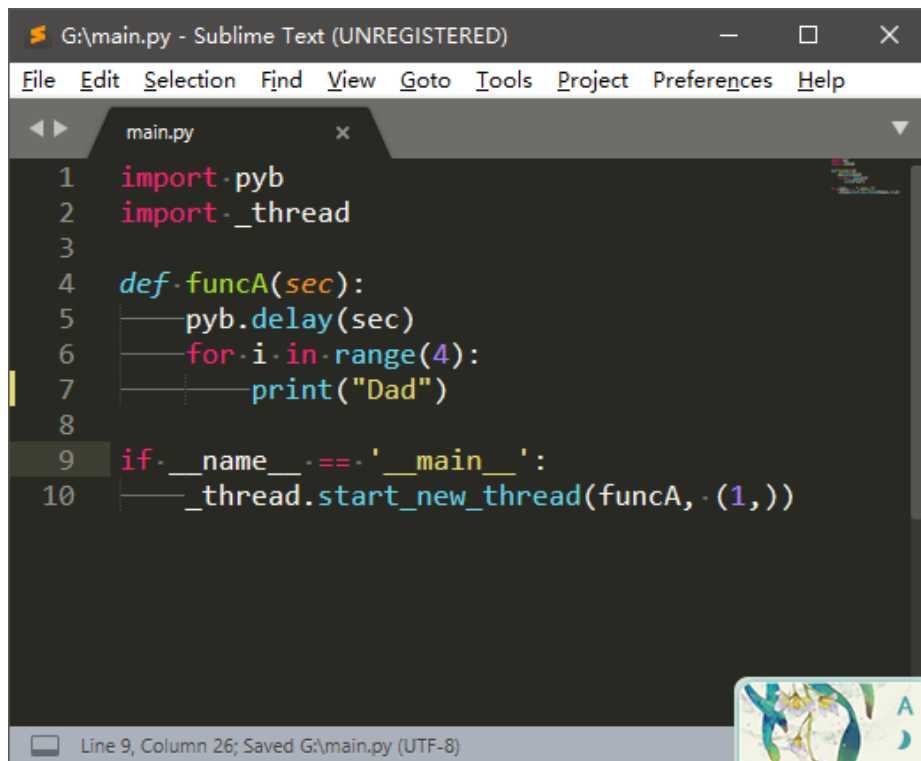 G:\main.py - Sublime Text (UNREGISTERED)
File Edit Selection Find View Goto Tools Project Preferences Help
main.py
1 import pyb
2 import _thread
3
4 def funcA(sec):
5 pyb.delay(sec)
6 for i in range(4):
7 print("Dad")
8
9 if __name__ == '__main__':
10 _thread.start_new_thread(funcA, (1,))
A
Line 9, Column 26; Saved G:\main.py (UTF-8)